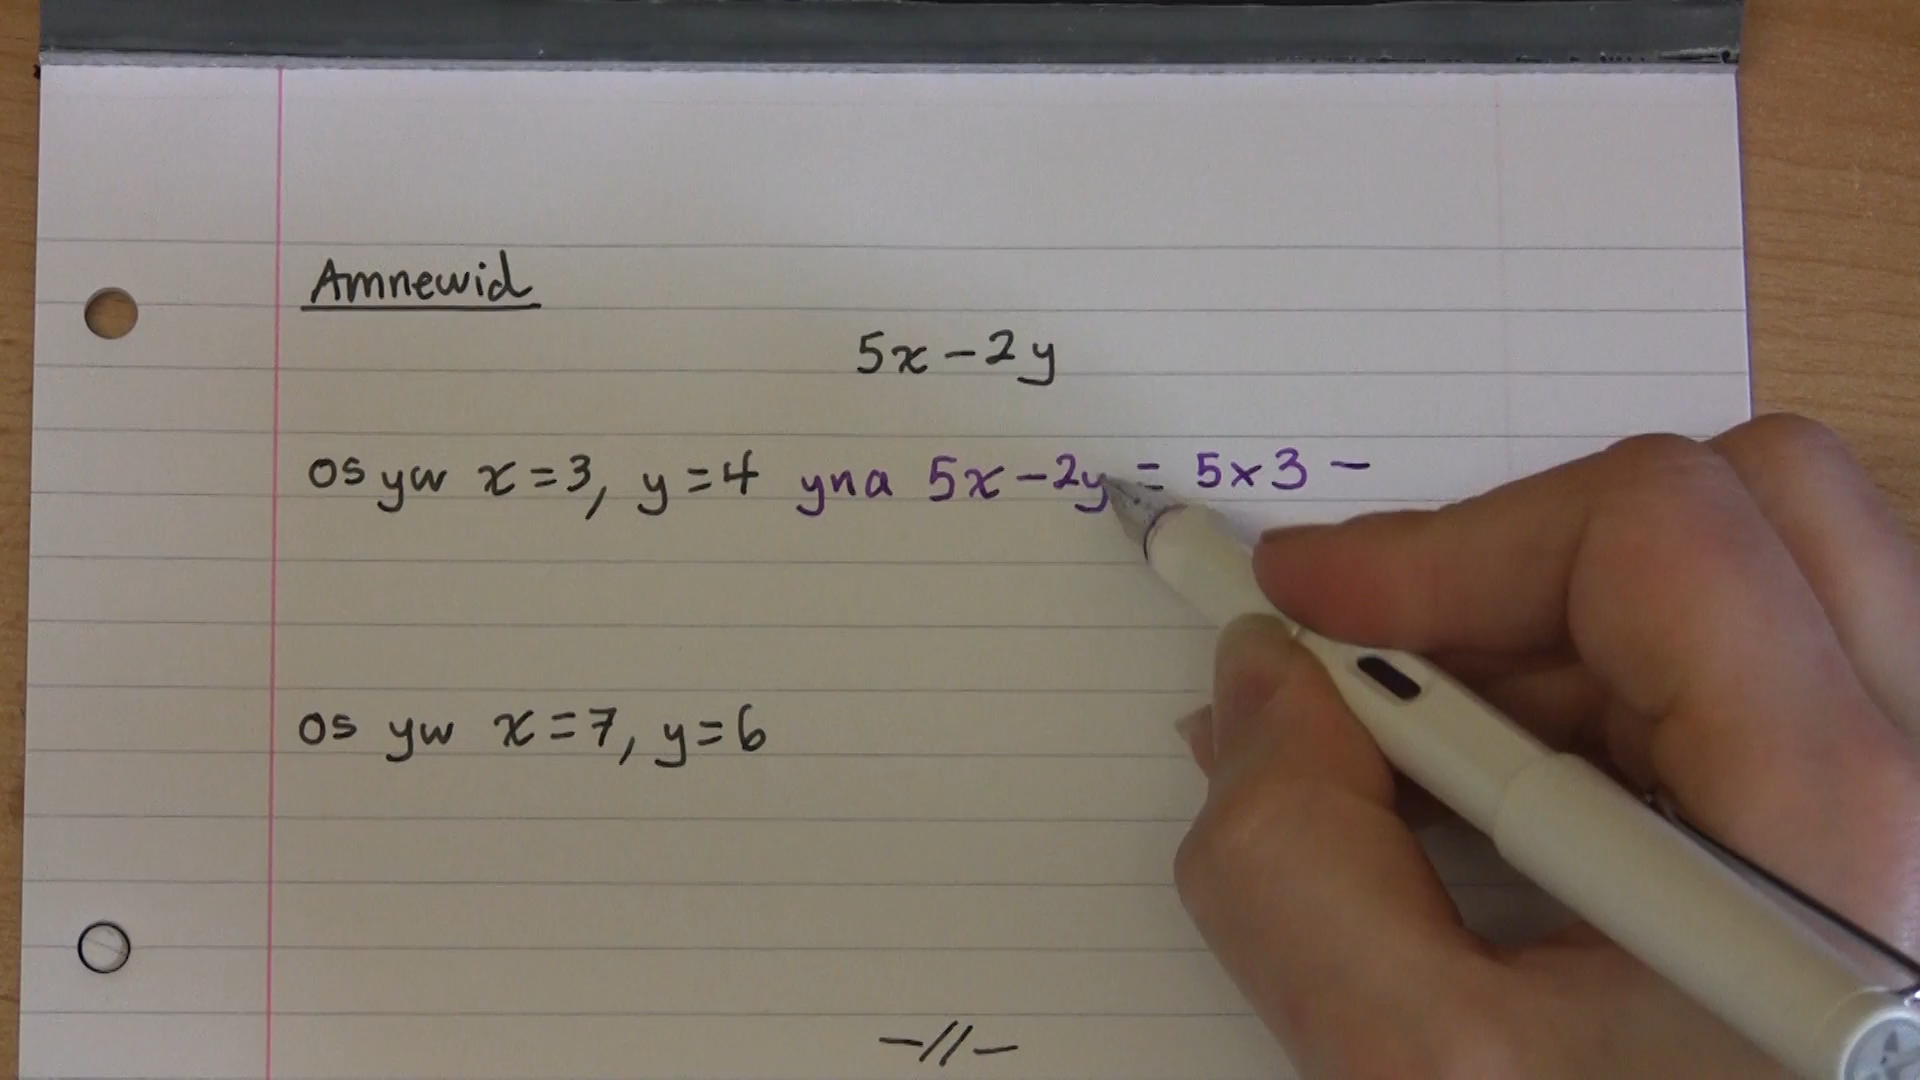 Amnewid
5x - 2y
Os yw x = 3, y = 4 yna 5x - 2y = 5 x 3 -
Os yw x = 7, y = 6
-//-